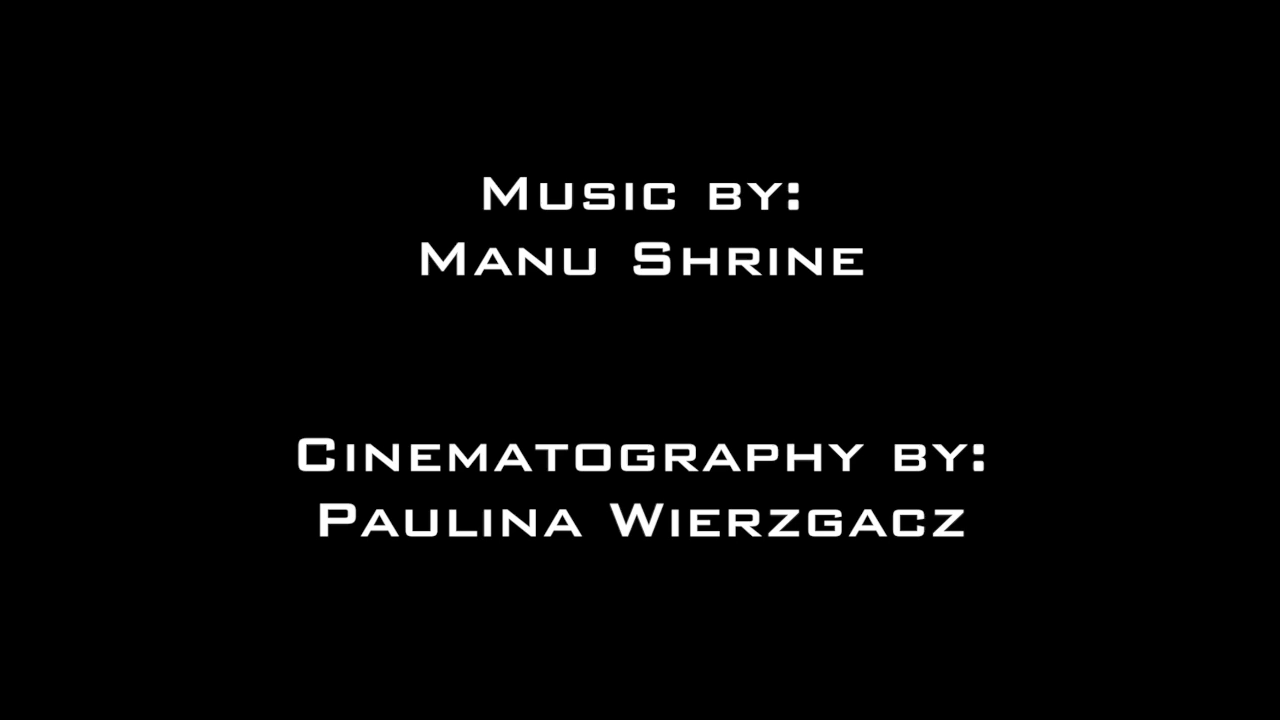 Music by:
Manu Shrine
Cinematography by:
Paulina Wierzgacz